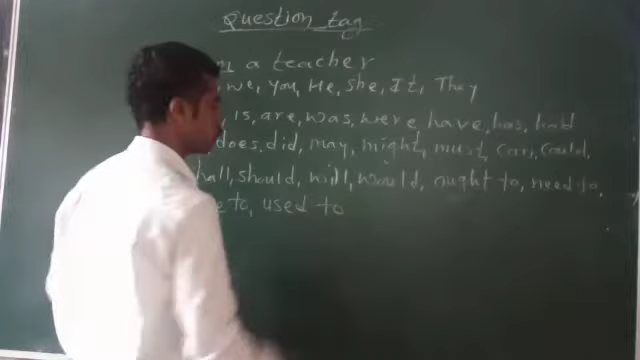 Question tag
a teacher
we, you, He, she, It, They
is, are, was, were, have, has, had
does, did, may, might, must, can, could,
should, will, would, ought to, need to,
to, used to